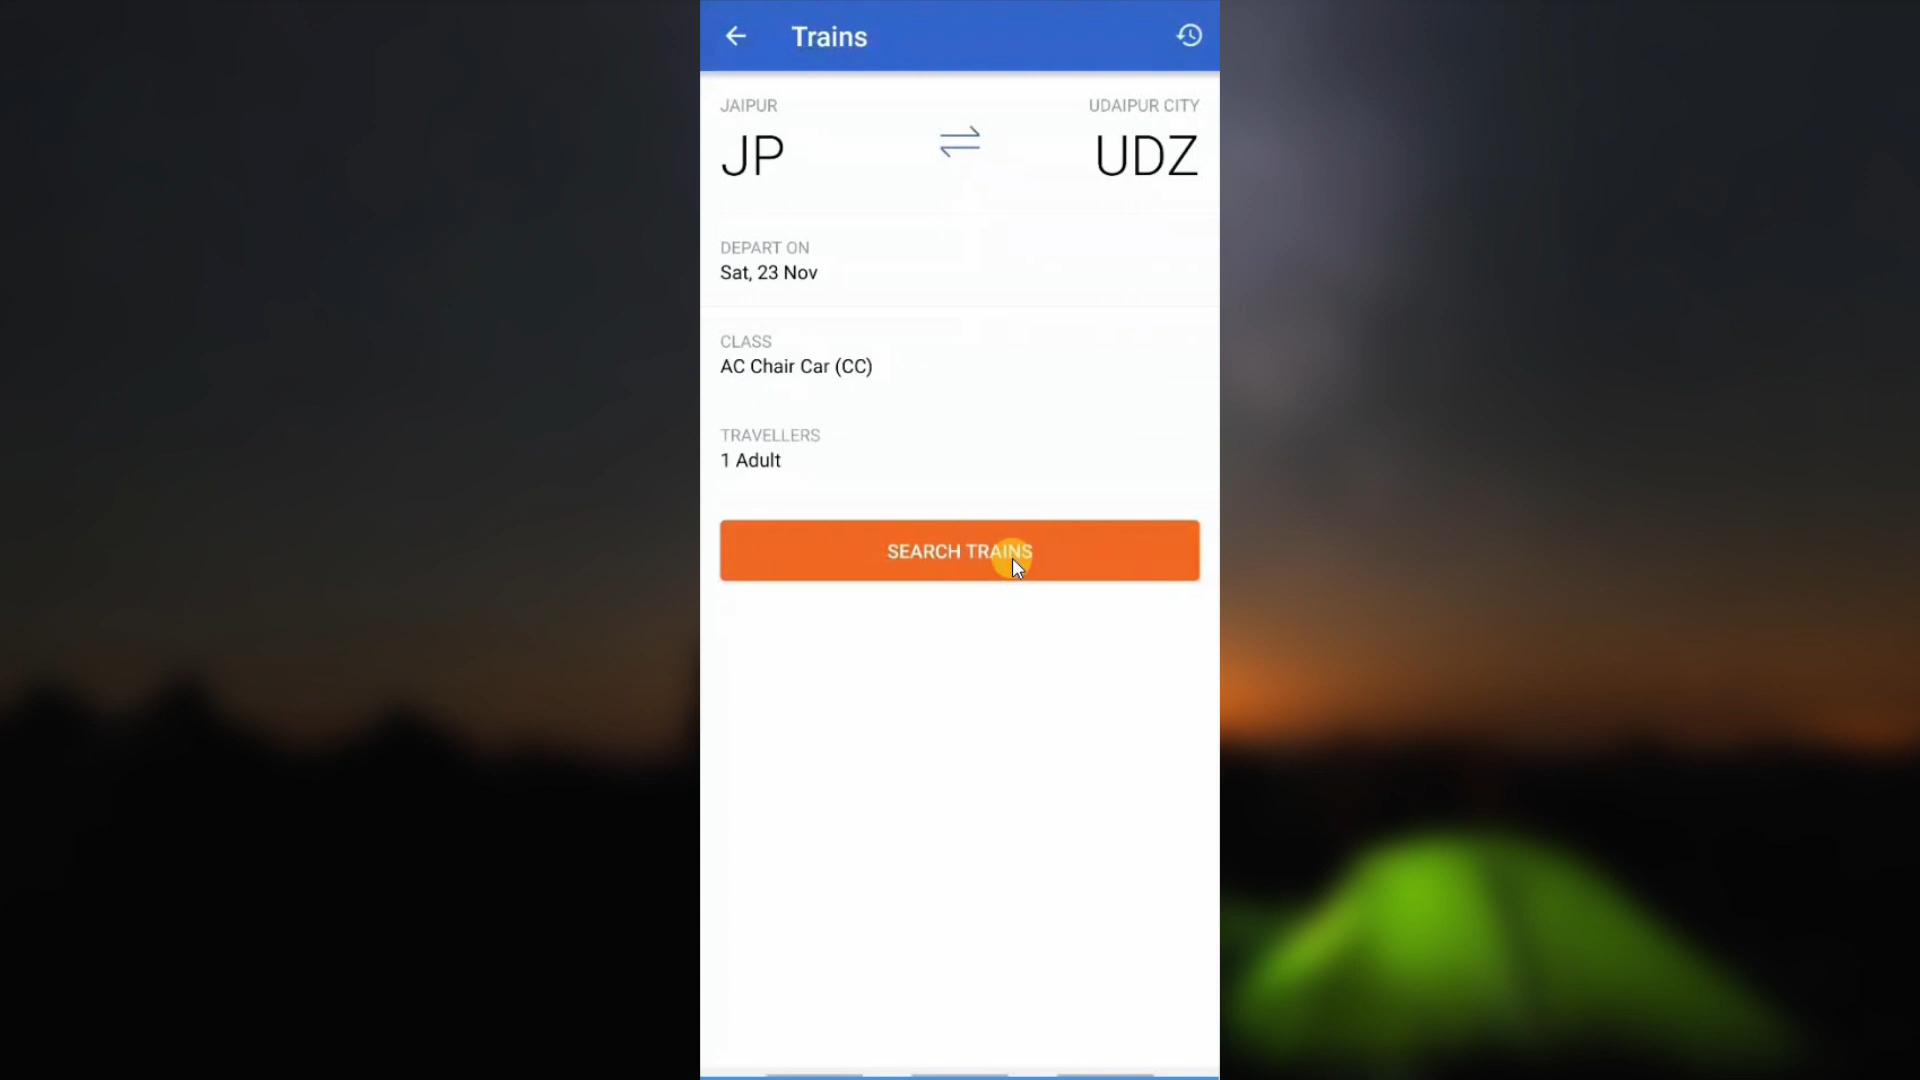 Trains
JAIPUR
UDAIPUR CITY
JP
UDZ
DEPART ON
Sat, 23 Nov
CLASS
AC Chair Car (CC)
TRAVELLERS
1 Adult
SEARCH TRAINS